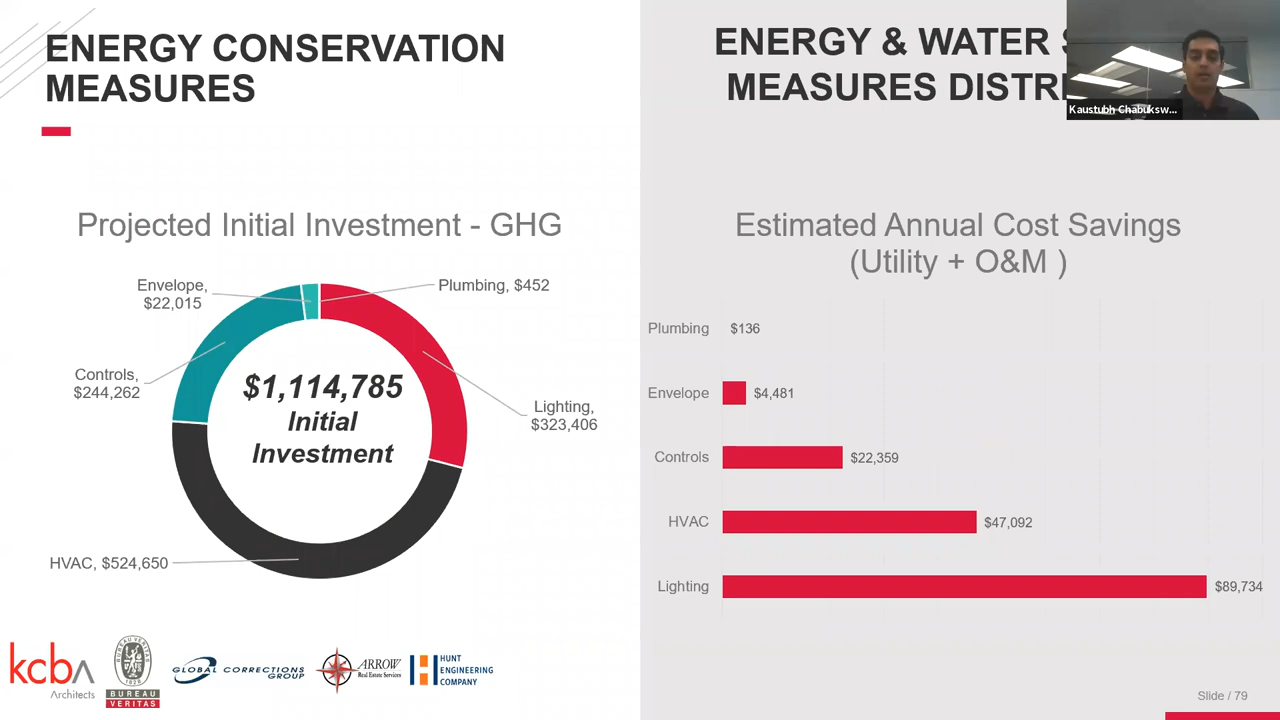 ENERGY CONSERVATION
MEASURES
ENERGY & WATER
MEASURES
Kaustubh Chabuksw...
Projected Initial Investment - GHG
Envelope,
$22,015
Plumbing, $452
Controls,
$244,262
$1,114,785
Initial
Investment
Lighting,
$323,406
HVAC, $524,650
Estimated Annual Cost Savings
(Utility + O&M )
Plumbing $136
Envelope $4,481
Controls $22,359
HVAC $47,092
Lighting $89,734
kcba
Architects
BUREAU VERITAS
1828
BUREAU
VERITAS
GLOBAL CORRECTIONS
GROUP
ARROW
Real Estate Services
HUNT
ENGINEERING
COMPANY
Slide / 79